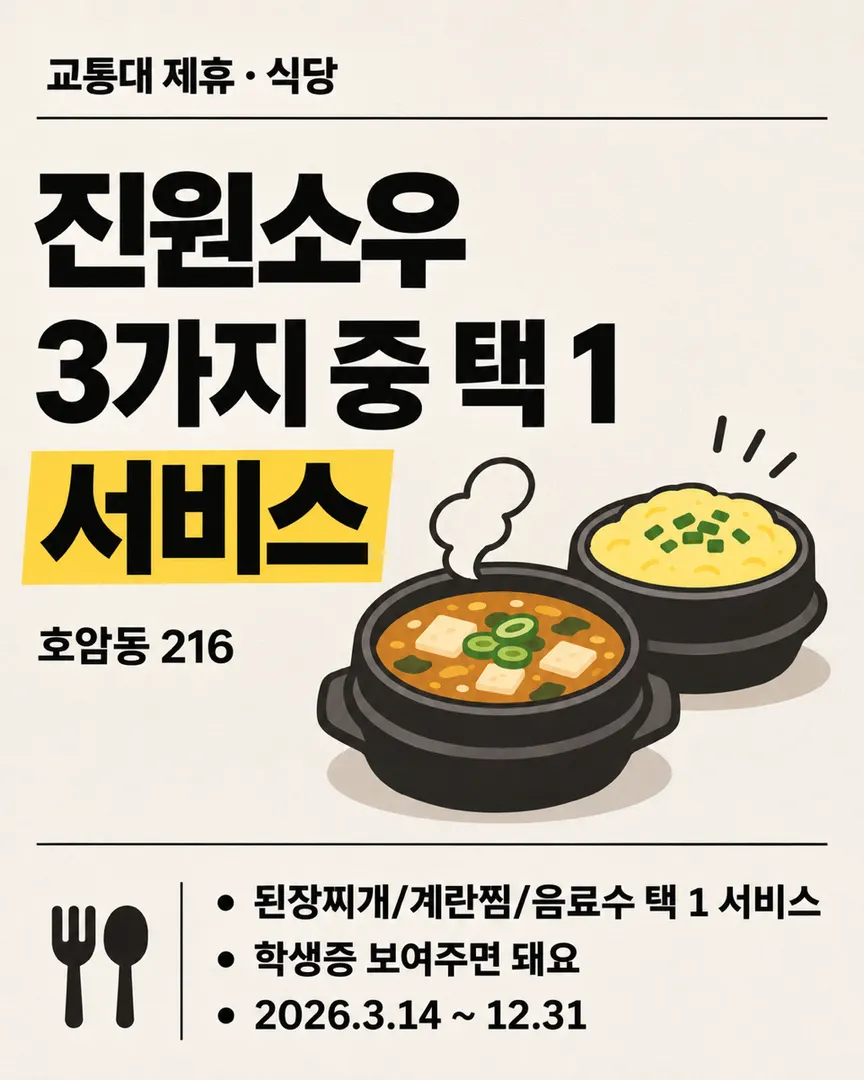 교통대 제휴 · 식당
진원소우
3가지 중 택 1
서비스
호암동 216
• 된장찌개/계란찜/음료수 택 1 서비스
• 학생증 보여주면 돼요
• 2026.3.14 ~ 12.31